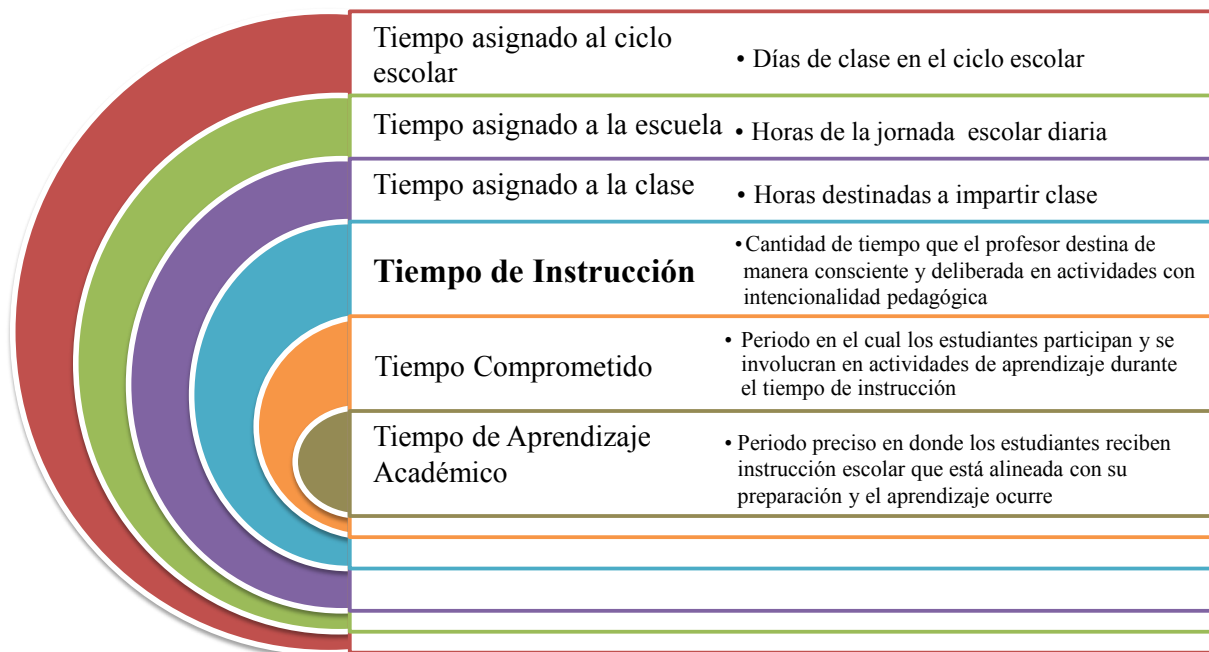 Tiempo asignado al ciclo
escolar
• Días de clase en el ciclo escolar
Tiempo asignado a la escuela
• Horas de la jornada escolar diaria
Tiempo asignado a la clase
• Horas destinadas a impartir clase
Tiempo de Instrucción
• Cantidad de tiempo que el profesor destina de
manera consciente y deliberada en actividades con
intencionalidad pedagógica
Tiempo Comprometido
• Periodo en el cual los estudiantes participan y se
involucran en actividades de aprendizaje durante
el tiempo de instrucción
Tiempo de Aprendizaje
Académico
• Periodo preciso en donde los estudiantes reciben
instrucción escolar que está alineada con su
preparación y el aprendizaje ocurre